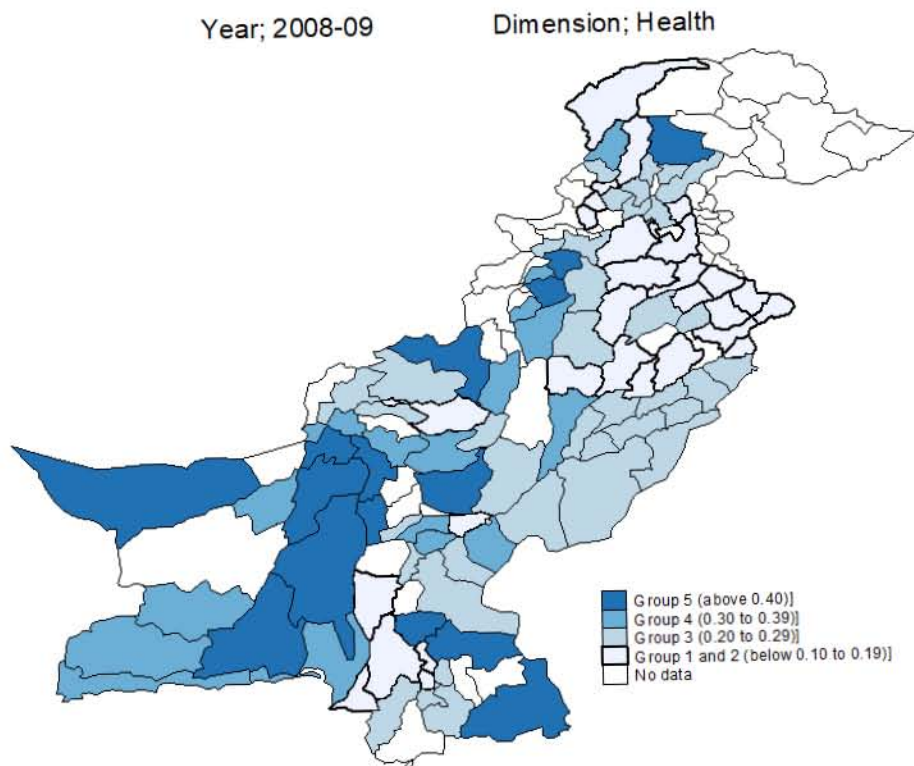 Year; 2008-09 Dimension; Health
Group 5 (above 0.40)]
Group 4 (0.30 to 0.39)]
Group 3 (0.20 to 0.29)]
Group 1 and 2 (below 0.10 to 0.19)]
No data